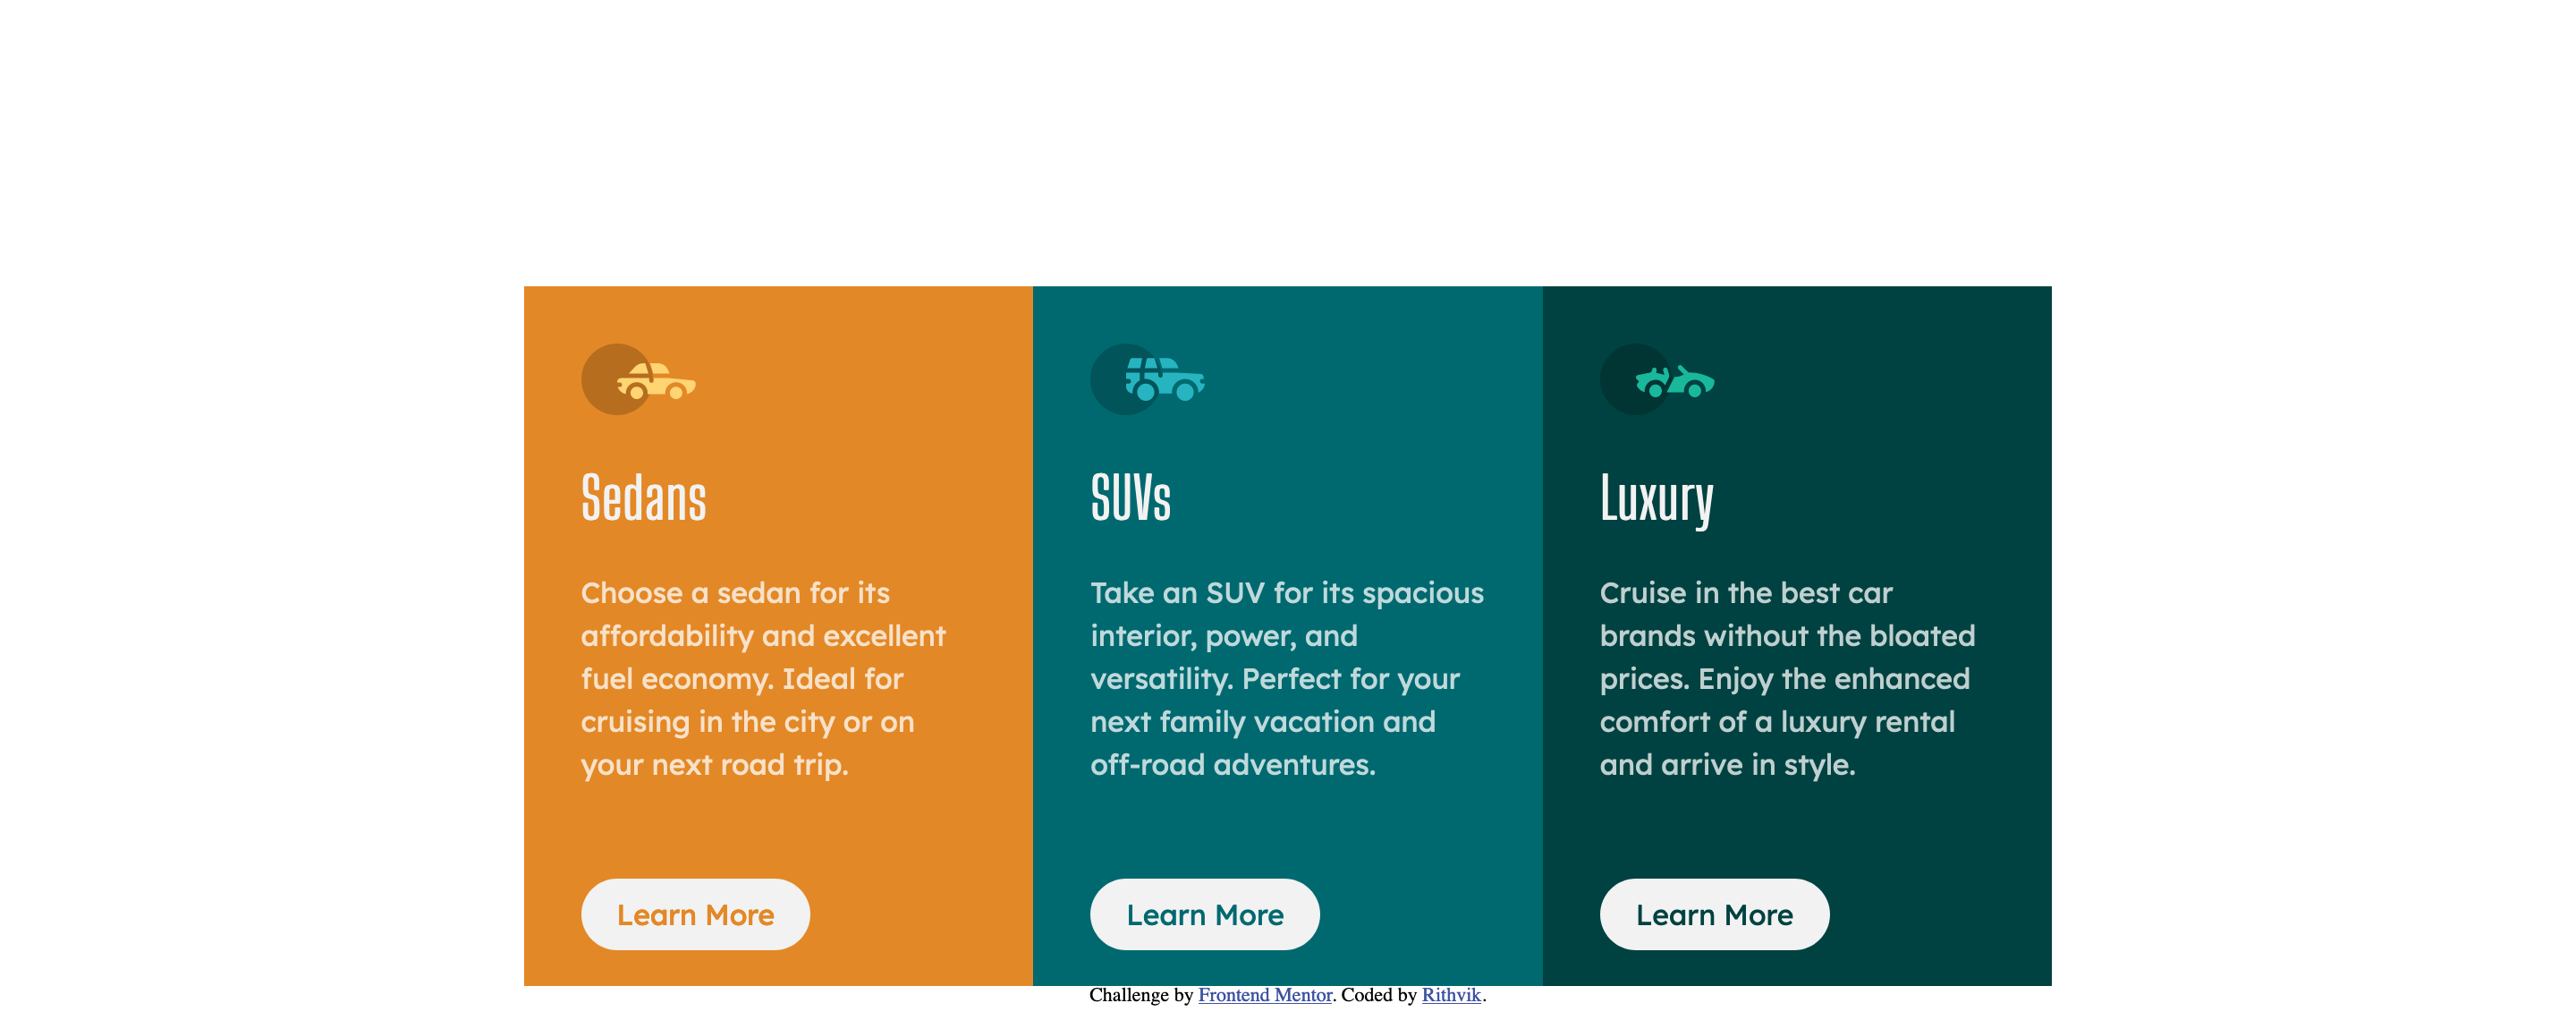 Sedans
Choose a sedan for its
affordability and excellent
fuel economy. Ideal for
cruising in the city or on
your next road trip.
Learn More
SUVs
Take an SUV for its spacious
interior, power, and
versatility. Perfect for your
next family vacation and
off-road adventures.
Learn More
Luxury
Cruise in the best car
brands without the bloated
prices. Enjoy the enhanced
comfort of a luxury rental
and arrive in style.
Learn More
Challenge by Frontend Mentor. Coded by Rithvik.